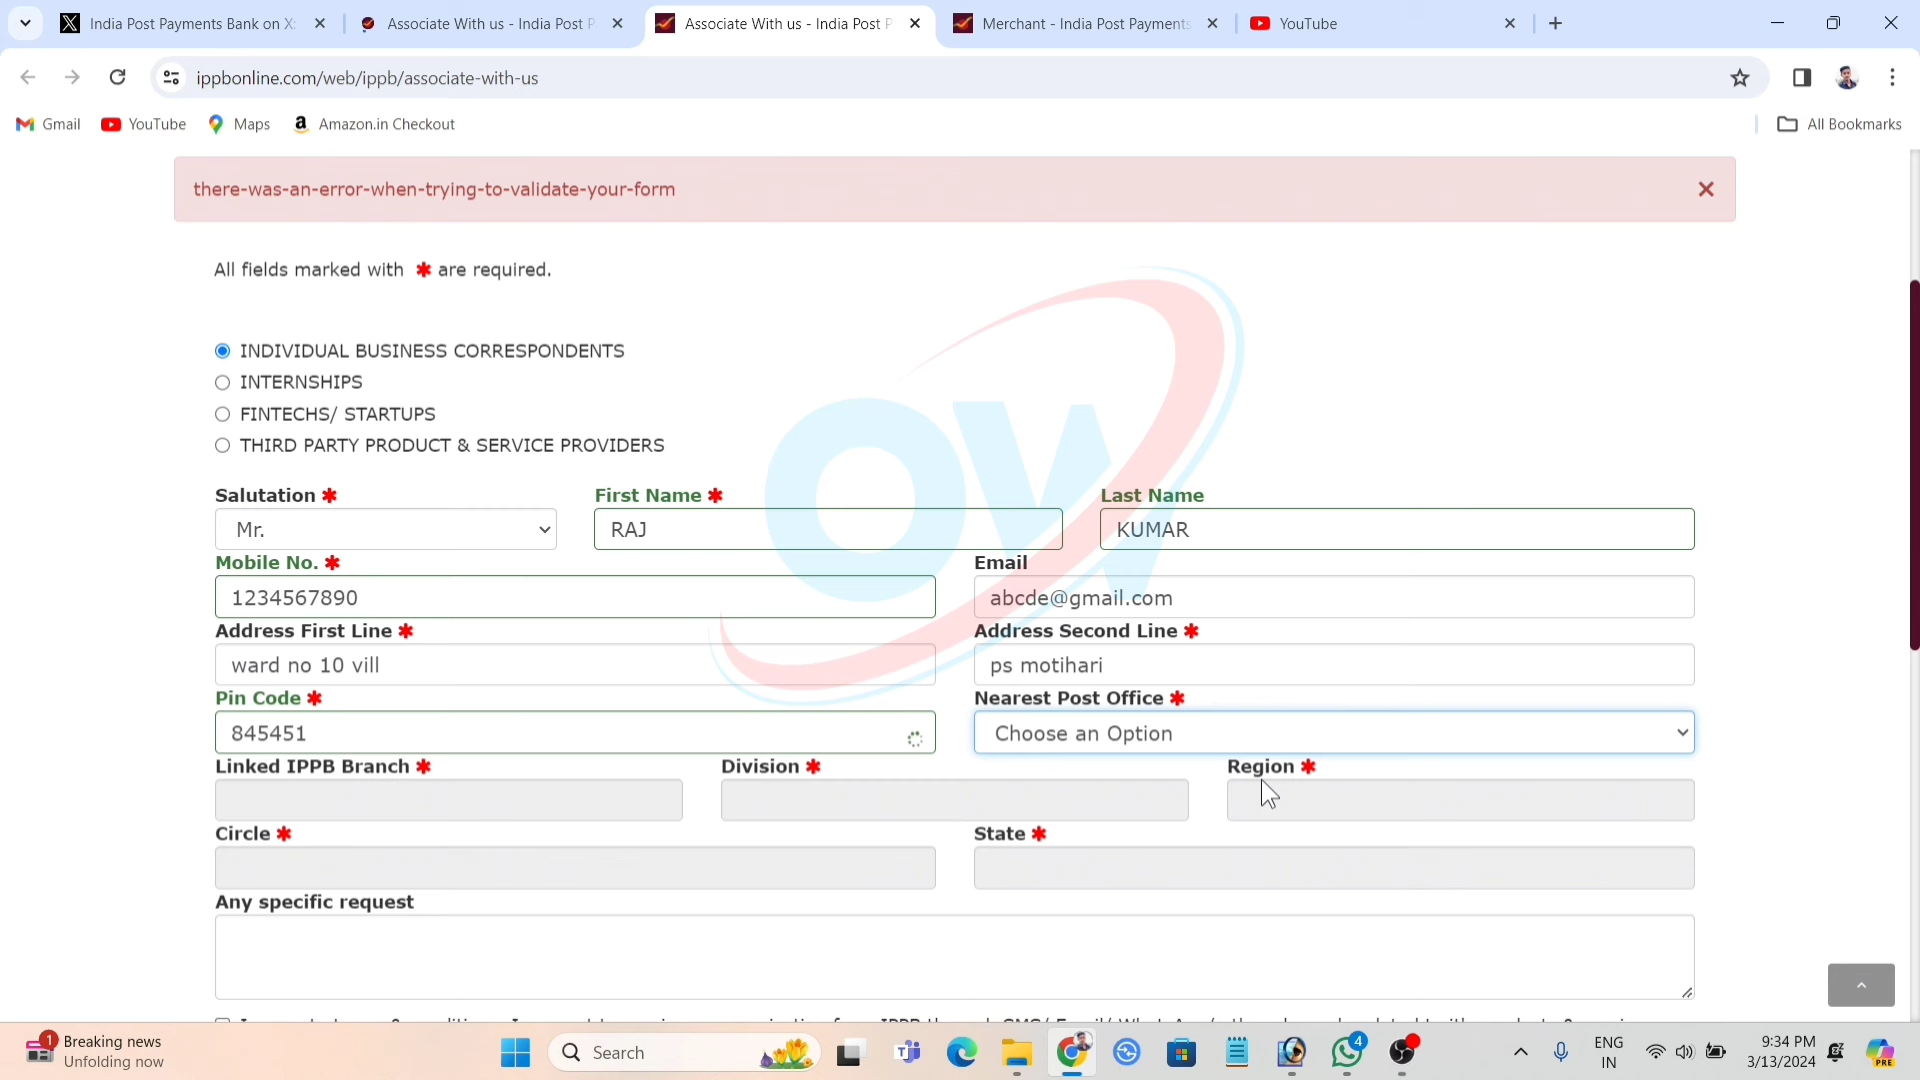 India Post Payments Bank on X:
Associate With us - India Post P
Associate With us - India Post P
Merchant - India Post Payments
YouTube
ippbonline.com/web/ippb/associate-with-us
Gmail
YouTube
Maps
Amazon.in Checkout
All Bookmarks
there-was-an-error-when-trying-to-validate-your-form
All fields marked with ✱ are required.
INDIVIDUAL BUSINESS CORRESPONDENTS
INTERNSHIPS
FINTECHS/ STARTUPS
THIRD PARTY PRODUCT & SERVICE PROVIDERS
Salutation ✱
First Name ✱
Last Name
Mr.
RAJ
KUMAR
Mobile No. ✱
Email
1234567890
abcde@gmail.com
Address First Line ✱
Address Second Line ✱
ward no 10 vill
ps motihari
Pin Code ✱
Nearest Post Office ✱
845451
Choose an Option
Linked IPPB Branch ✱
Division ✱
Region ✱
Circle ✱
State ✱
Any specific request
OW
1
Breaking news
Unfolding now
Search
4
PRE
ENG
IN
9:34 PM
3/13/2024